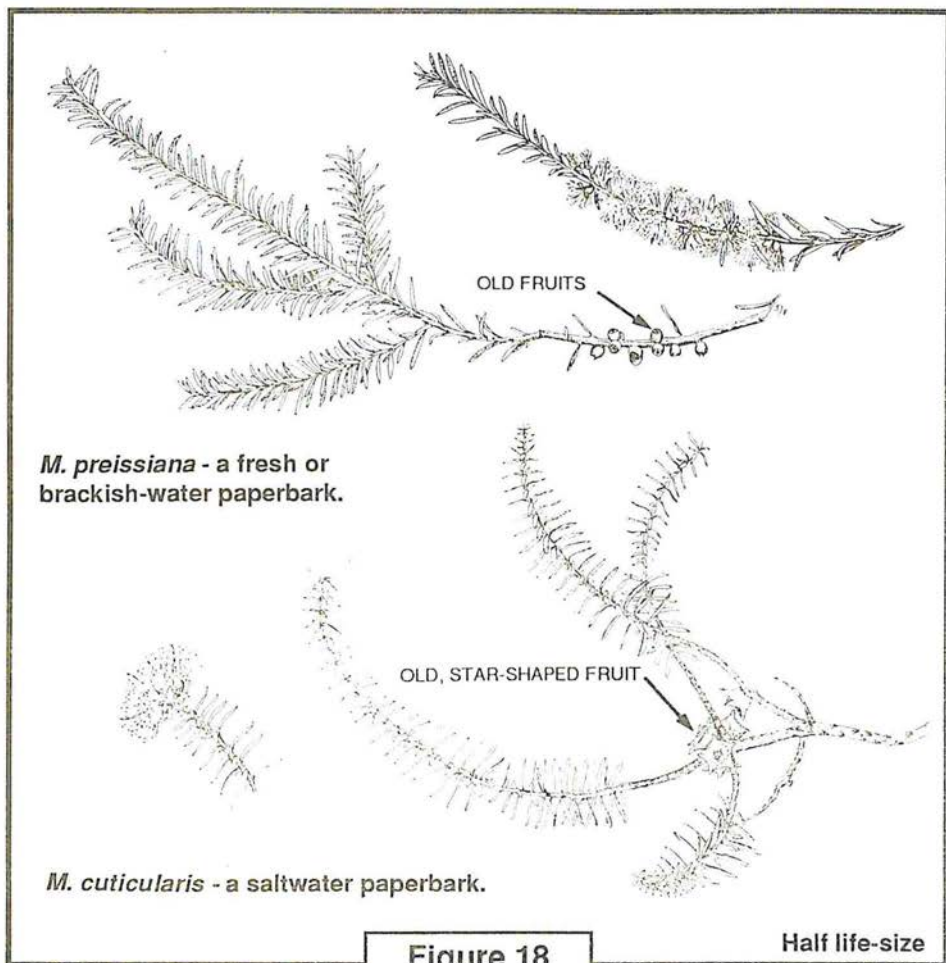 OLD FRUITS
M. preissiana - a fresh or
brackish-water paperbark.
OLD, STAR-SHAPED FRUIT
M. cuticularis - a saltwater paperbark.
Half life-size
Figure 18